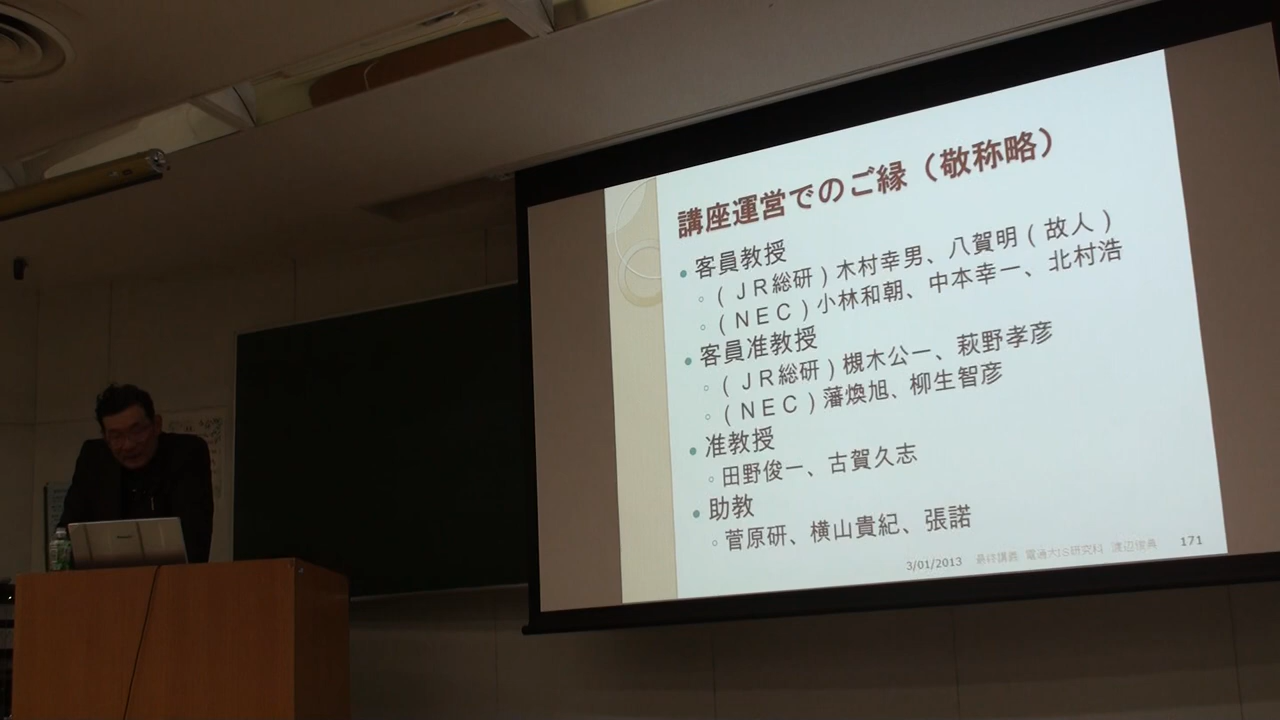 講座運営でのご縁（敬称略）
客員教授
（ＪＲ総研）木村幸男、八賀明（故人）
（ＮＥＣ）小林和朝、中本幸一、北村浩
客員准教授
（ＪＲ総研）槻木公一、萩野孝彦
（ＮＥＣ）藩煥旭、柳生智彦
准教授
田野俊一、古賀久志
助教
菅原研、横山貴紀、張諾
3/01/2013 最終講義 電通大IS研究科 171